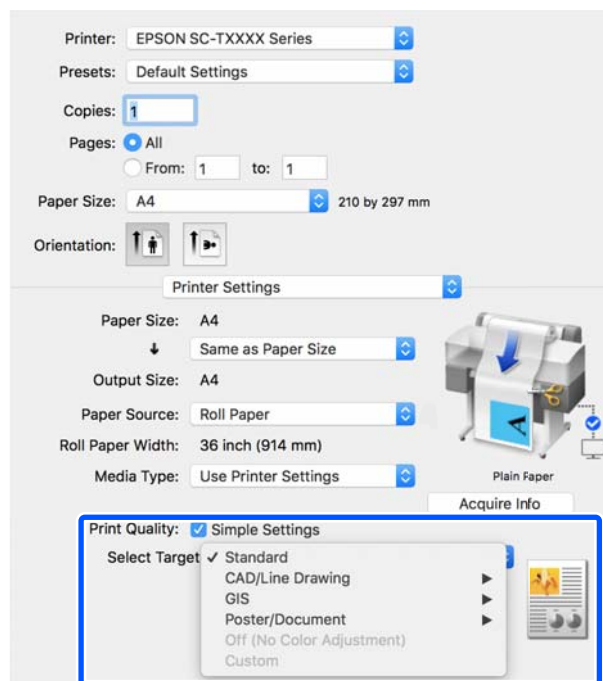 Printer: EPSON SC-TXXXX Series
Presets: Default Settings
Copies: 1
Pages: All
From: 1 to: 1
Paper Size: A4 210 by 297 mm
Orientation:
Printer Settings
Paper Size: A4
Same as Paper Size
Output Size: A4
Paper Source: Roll Paper
Roll Paper Width: 36 inch (914 mm)
Media Type: Use Printer Settings
Plain Paper
Acquire Info
Print Quality: Simple Settings
Select Target ✓ Standard
CAD/Line Drawing
GIS
Poster/Document
Off (No Color Adjustment)
Custom
A